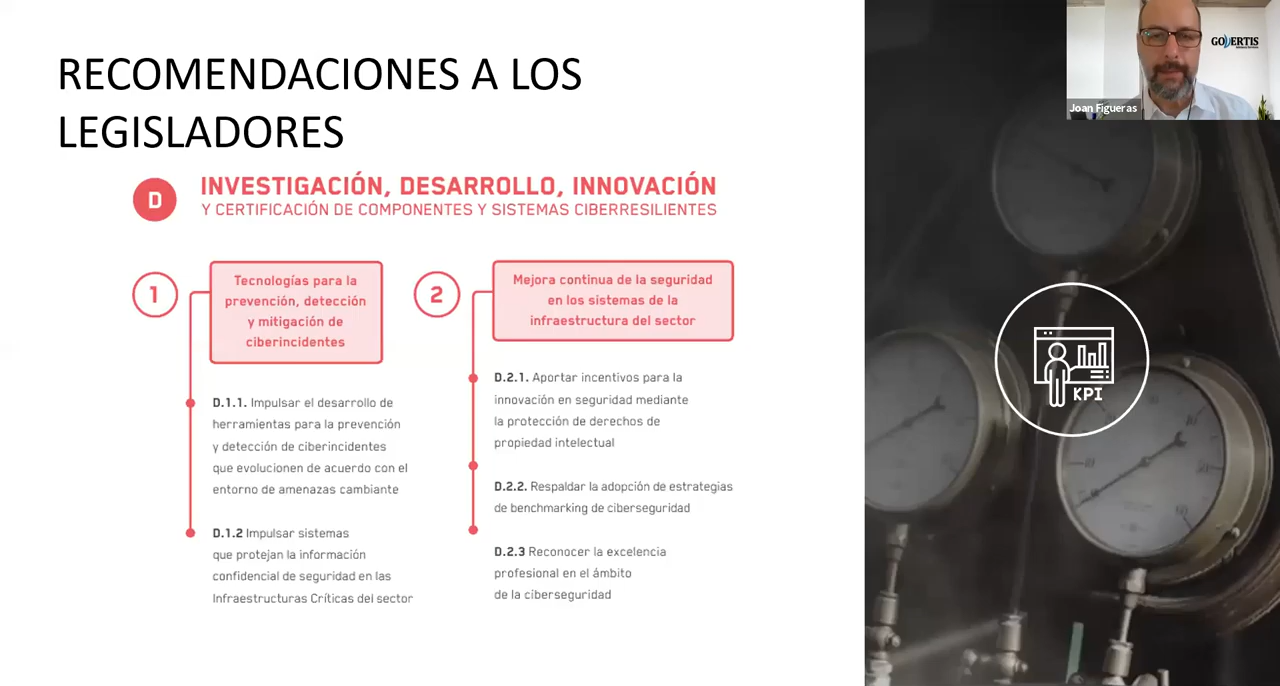 RECOMENDACIONES A LOS
LEGISLADORES
D
INVESTIGACIÓN, DESARROLLO, INNOVACIÓN
Y CERTIFICACIÓN DE COMPONENTES Y SISTEMAS CIBERRESILIENTES
1
Tecnologías para la
prevención, detección
y mitigación de
ciberincidentes
D.1.1. Impulsar el desarrollo de
herramientas para la prevención
y detección de ciberincidentes
que evolucionen de acuerdo con el
entorno de amenazas cambiante
D.1.2 Impulsar sistemas
que protejan la información
confidencial de seguridad en las
Infraestructuras Críticas del sector
2
Mejora continua de la seguridad
en los sistemas de la
infraestructura del sector
D.2.1. Aportar incentivos para la
innovación en seguridad mediante
la protección de derechos de
propiedad intelectual
D.2.2. Respaldar la adopción de estrategias
de benchmarking de ciberseguridad
D.2.3 Reconocer la excelencia
profesional en el ámbito
de la ciberseguridad
GOVERTIS
Joan Figueras
KPI